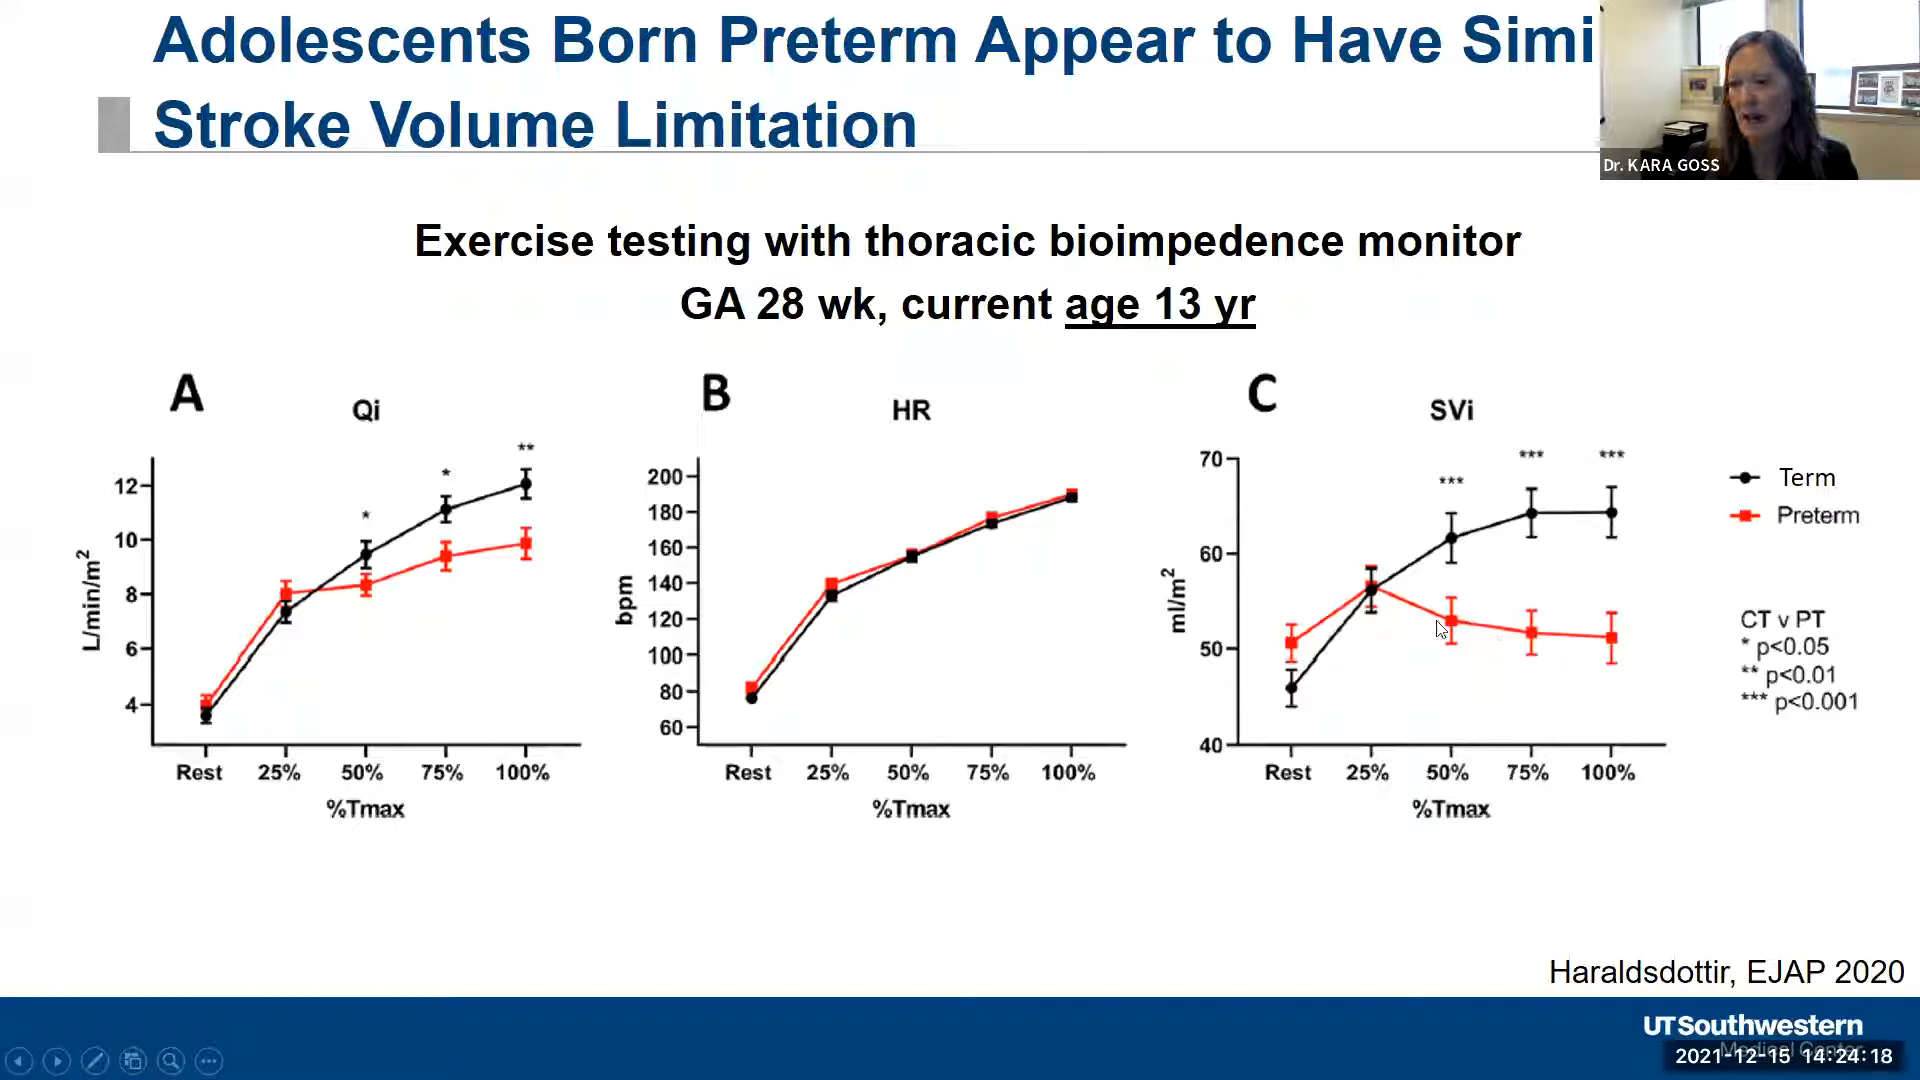 Adolescents Born Preterm Appear to Have Simi
Stroke Volume Limitation
Dr. KARA GOSS
Exercise testing with thoracic bioimpedence monitor
GA 28 wk, current age 13 yr
A
Qi
12
10
8
6
4
L/min/m²
* * **
Rest 25% 50% 75% 100%
%Tmax
B
HR
200
180
160
140
120
100
80
60
bpm
Rest 25% 50% 75% 100%
%Tmax
C
SVi
70
60
50
40
ml/m²
*** *** ***
Rest 25% 50% 75% 100%
%Tmax
Term
Preterm
CT v PT
* p<0.05
** p<0.01
*** p<0.001
Haraldsdottir, EJAP 2020
UTSouthwestern
Medical Center
2021-12-15 14:24:18